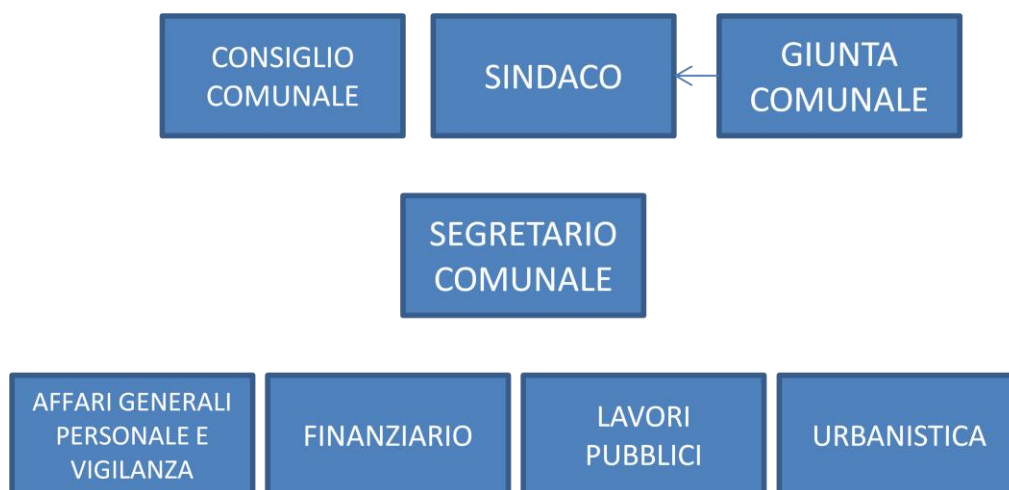 CONSIGLIO
COMUNALE
SINDACO
GIUNTA
COMUNALE
SEGRETARIO
COMUNALE
AFFARI GENERALI
PERSONALE E
VIGILANZA
FINANZIARIO
LAVORI
PUBBLICI
URBANISTICA